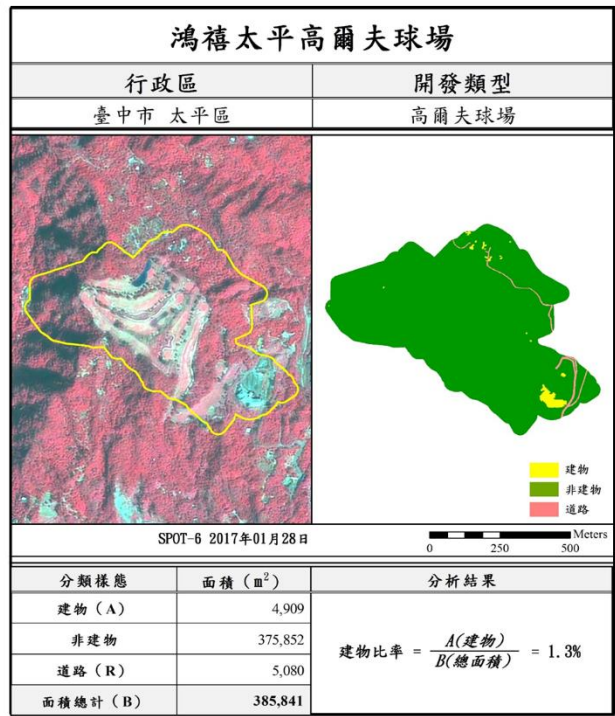 鴻禧太平高爾夫球場
行政區 開發類型
臺中市 太平區 高爾夫球場
建物
非建物
道路
SPOT-6 2017年01月28日
Meters
0 250 500
分類樣態 面積（m²） 分析結果
建物（A） 4,909
非建物 375,852
道路（R） 5,080
面積總計（B） 385,841
建物比率 = A(建物) / B(總面積) = 1.3%